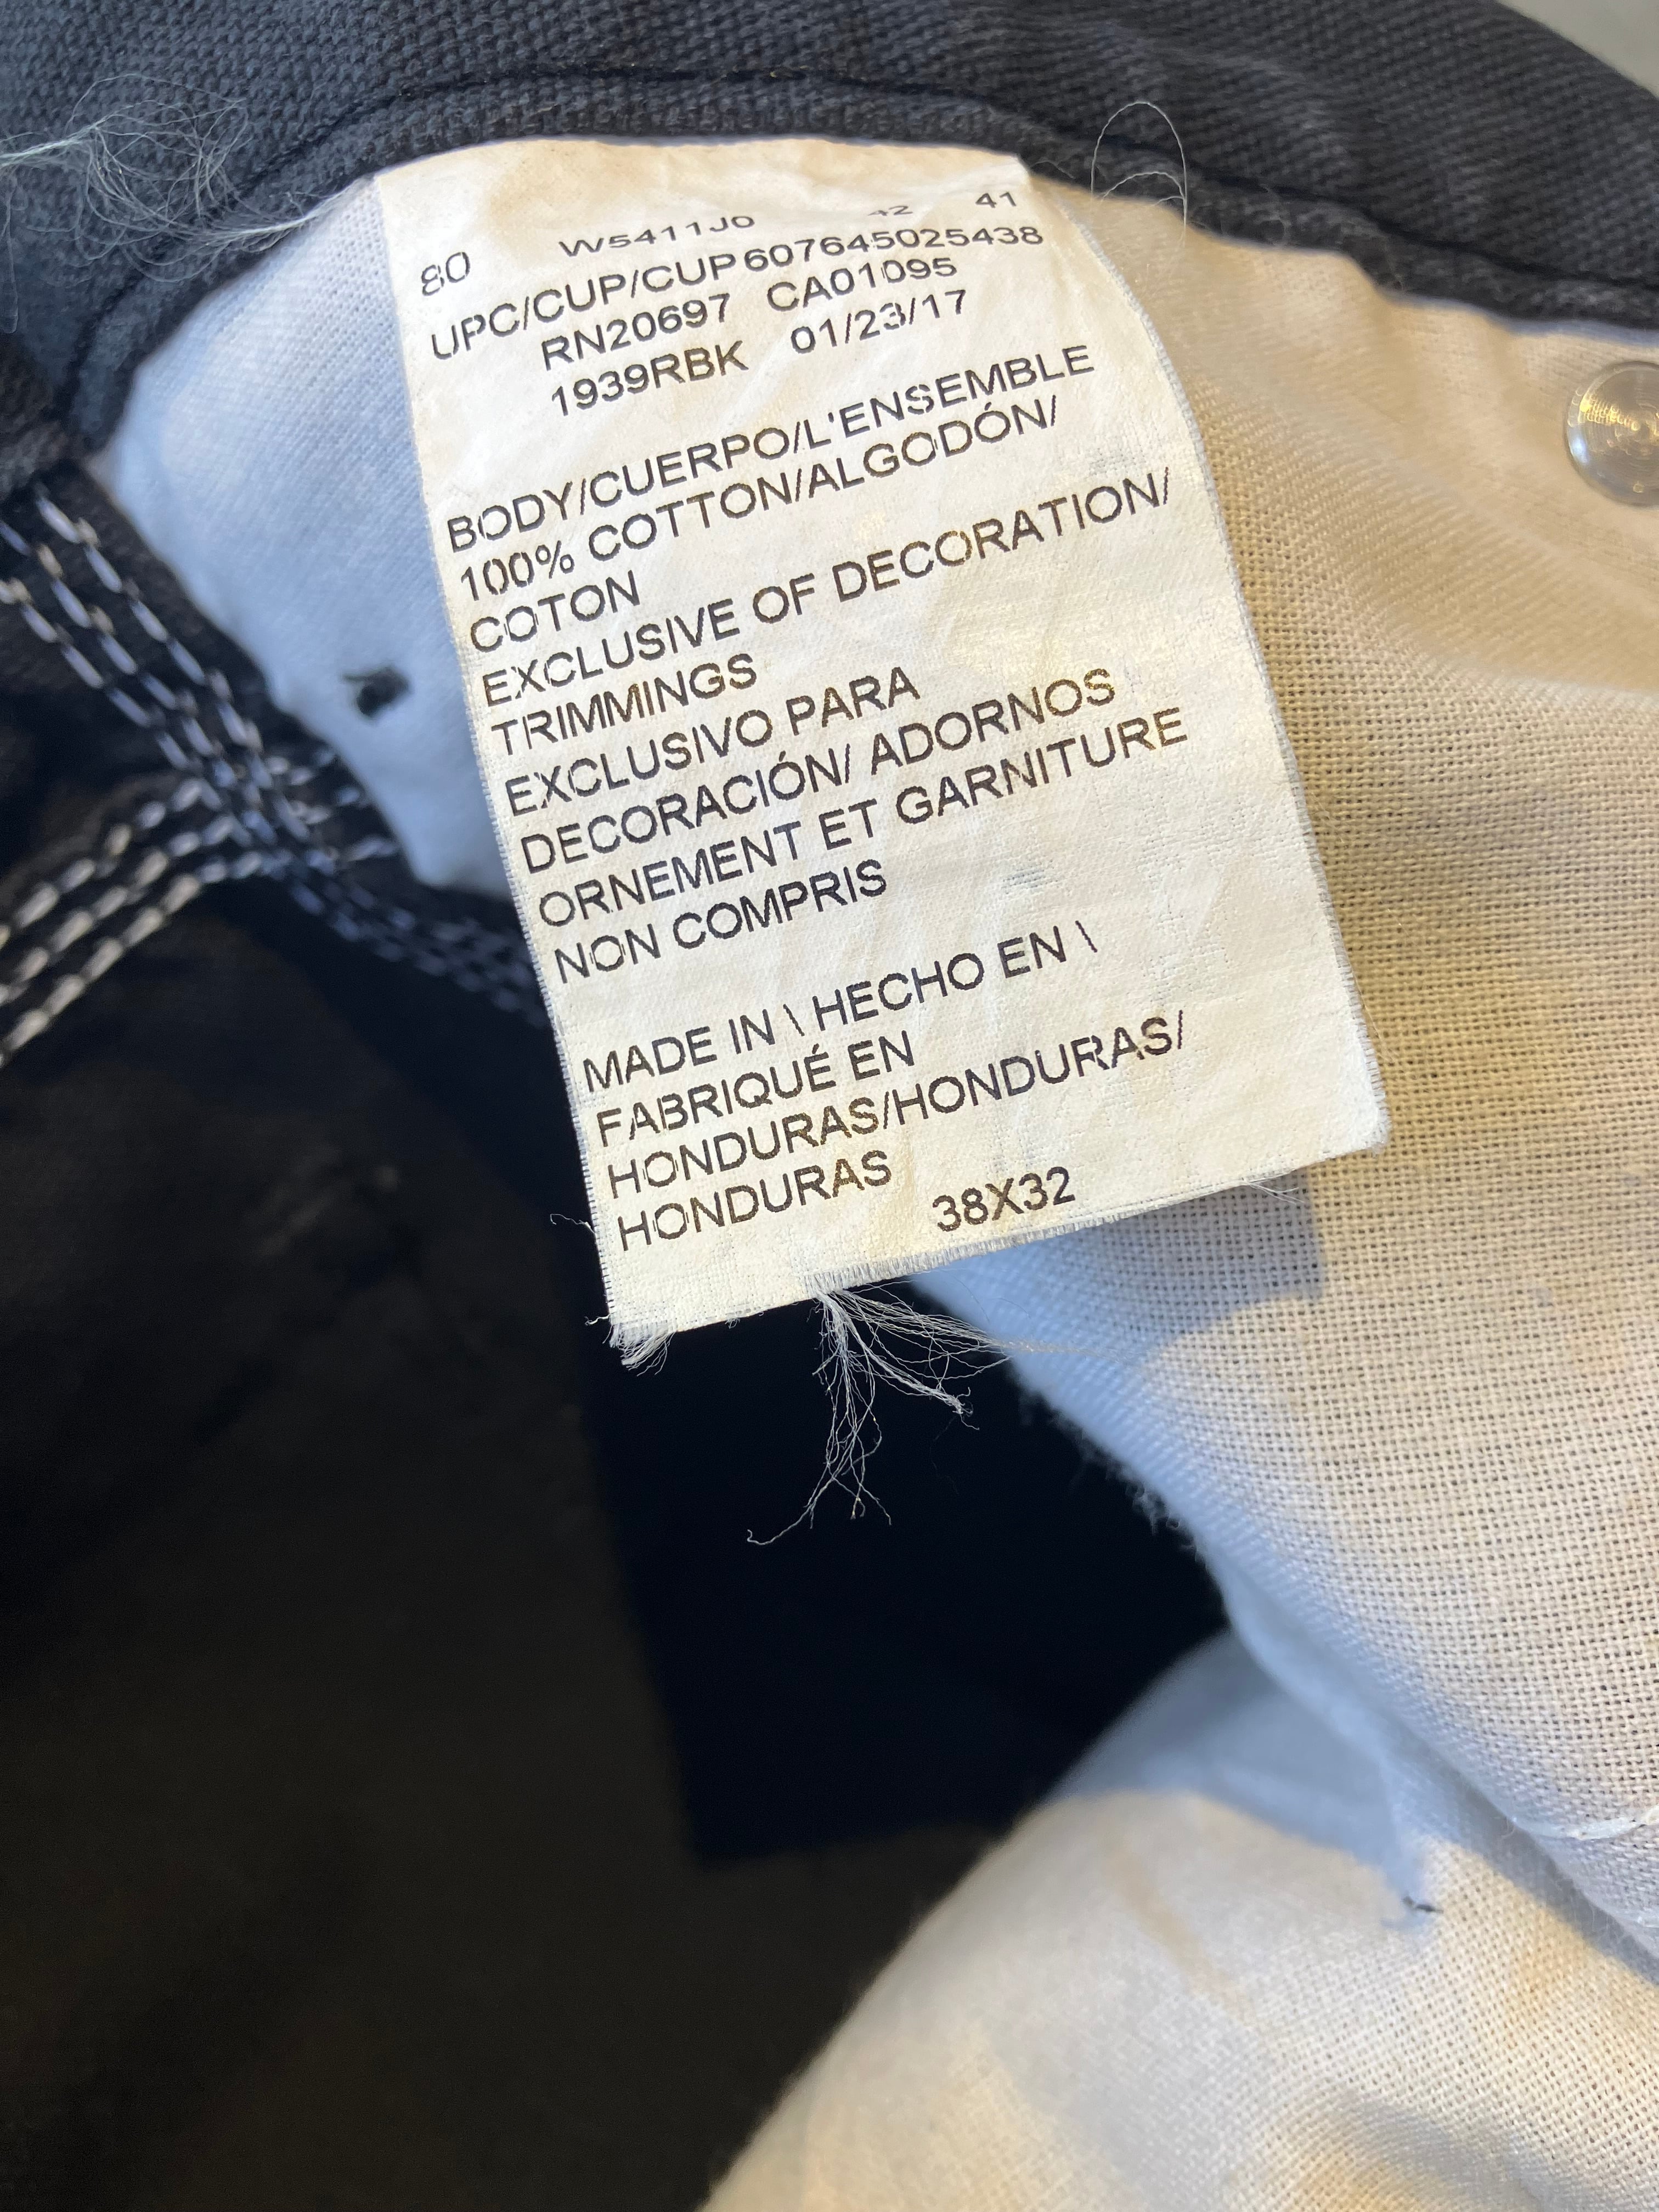 80 W5411J0 42 41
UPC/CUP/CUP 607645025438
RN20697 CA01095
1939RBK 01/23/17
BODY/CUERPO/L'ENSEMBLE
100% COTTON/ALGODÓN/
COTON
EXCLUSIVE OF DECORATION/
TRIMMINGS
EXCLUSIVO PARA
DECORACIÓN/ ADORNOS
ORNEMENT ET GARNITURE
NON COMPRIS
MADE IN \ HECHO EN \
FABRIQUÉ EN
HONDURAS/HONDURAS/
HONDURAS
38X32